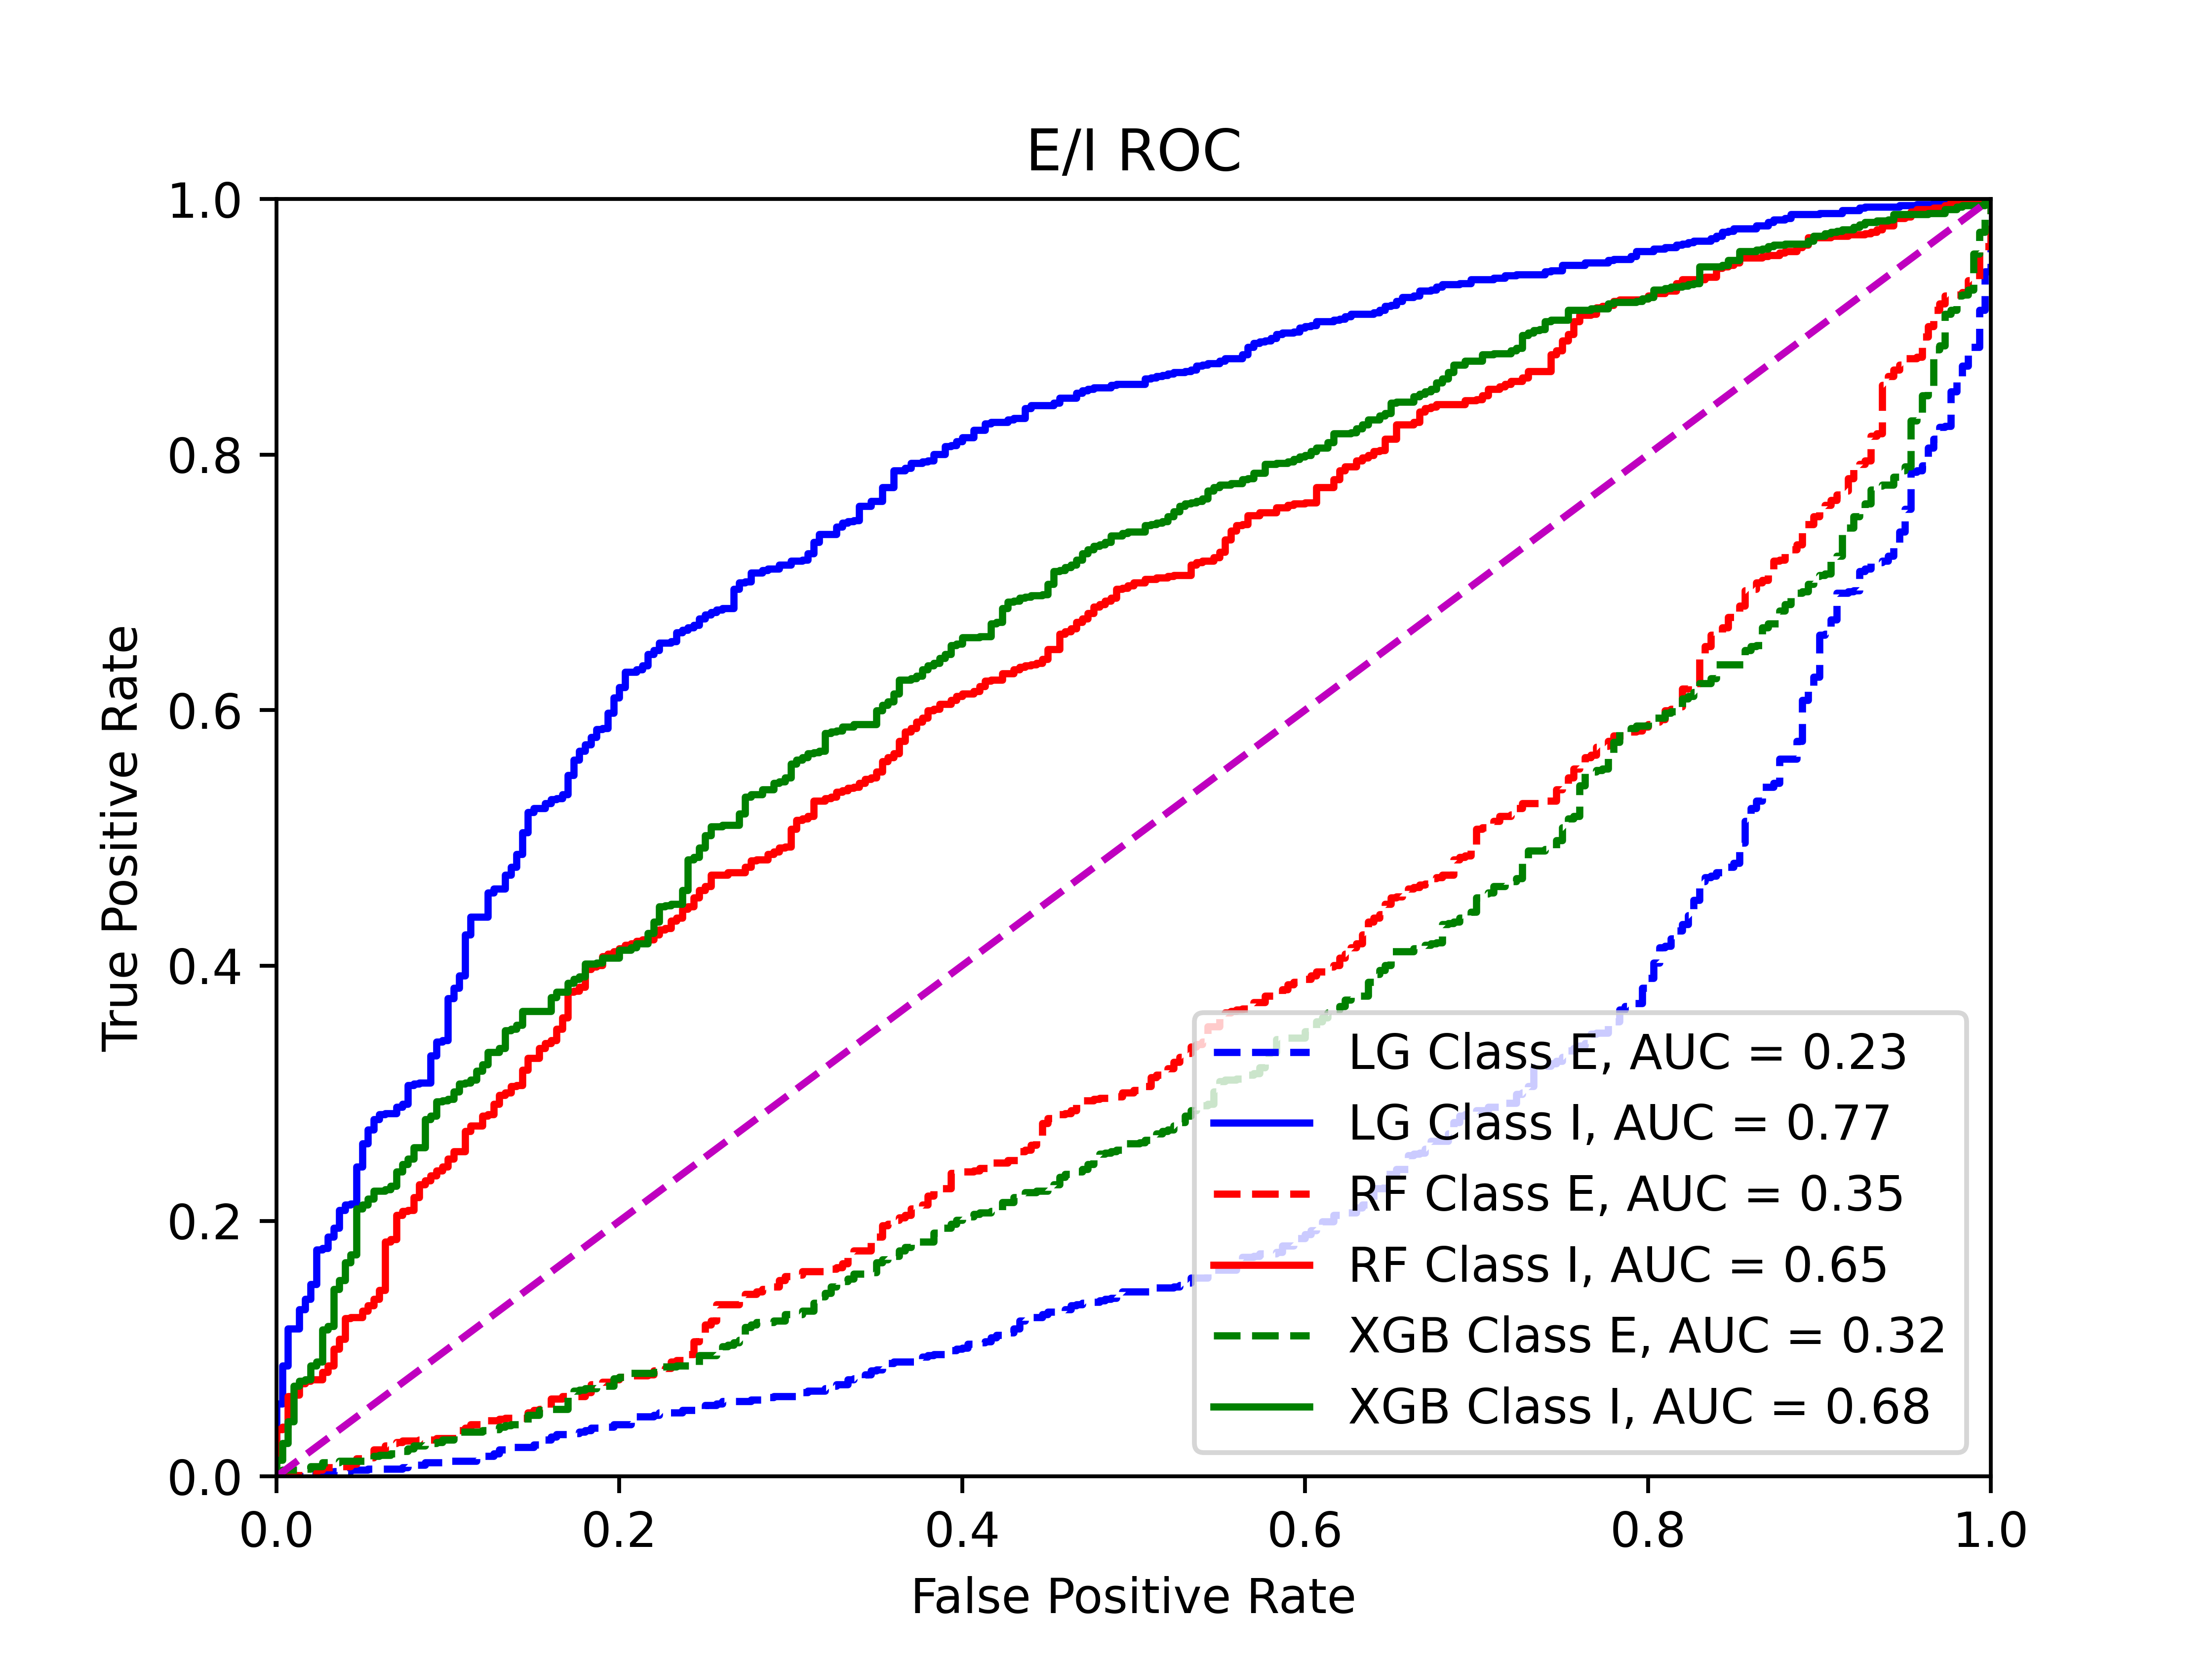 E/I ROC
1.0
0.8
0.6
0.4
0.2
0.0
True Positive Rate
LG Class E, AUC = 0.23
LG Class I, AUC = 0.77
RF Class E, AUC = 0.35
RF Class I, AUC = 0.65
XGB Class E, AUC = 0.32
XGB Class I, AUC = 0.68
0.0 0.2 0.4 0.6 0.8 1.0
False Positive Rate